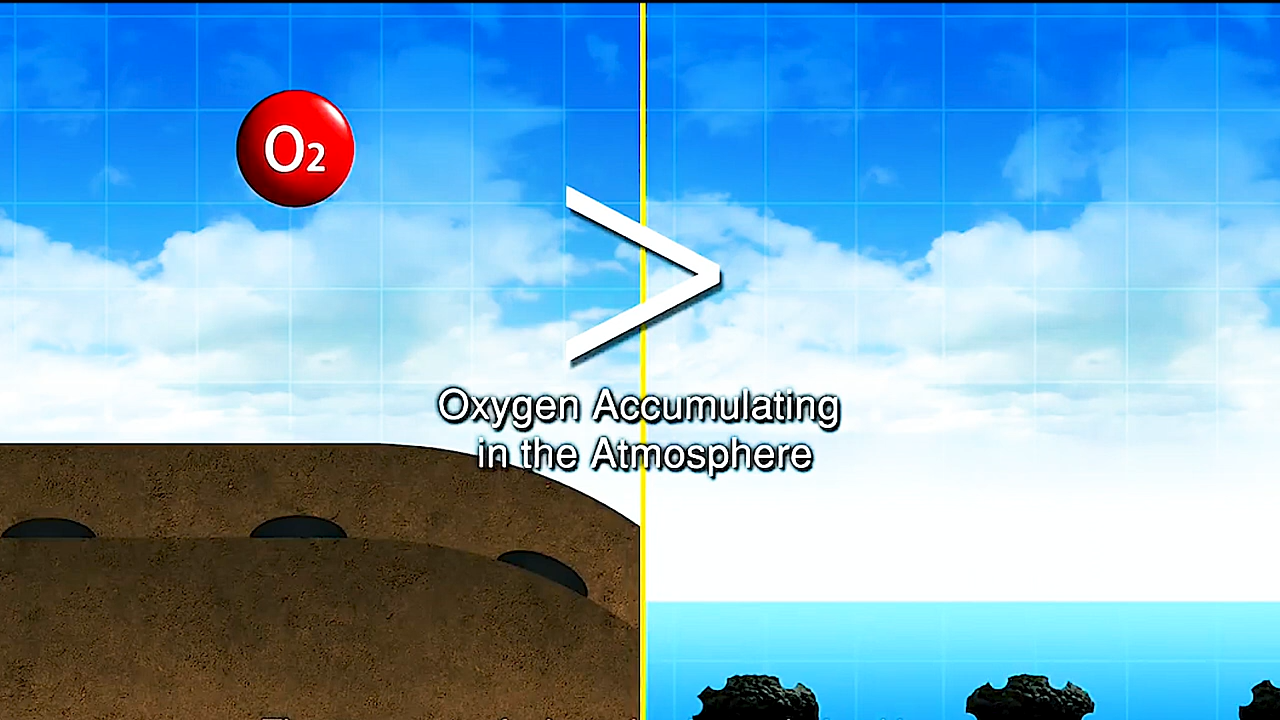 O₂
>
Oxygen Accumulating
in the Atmosphere